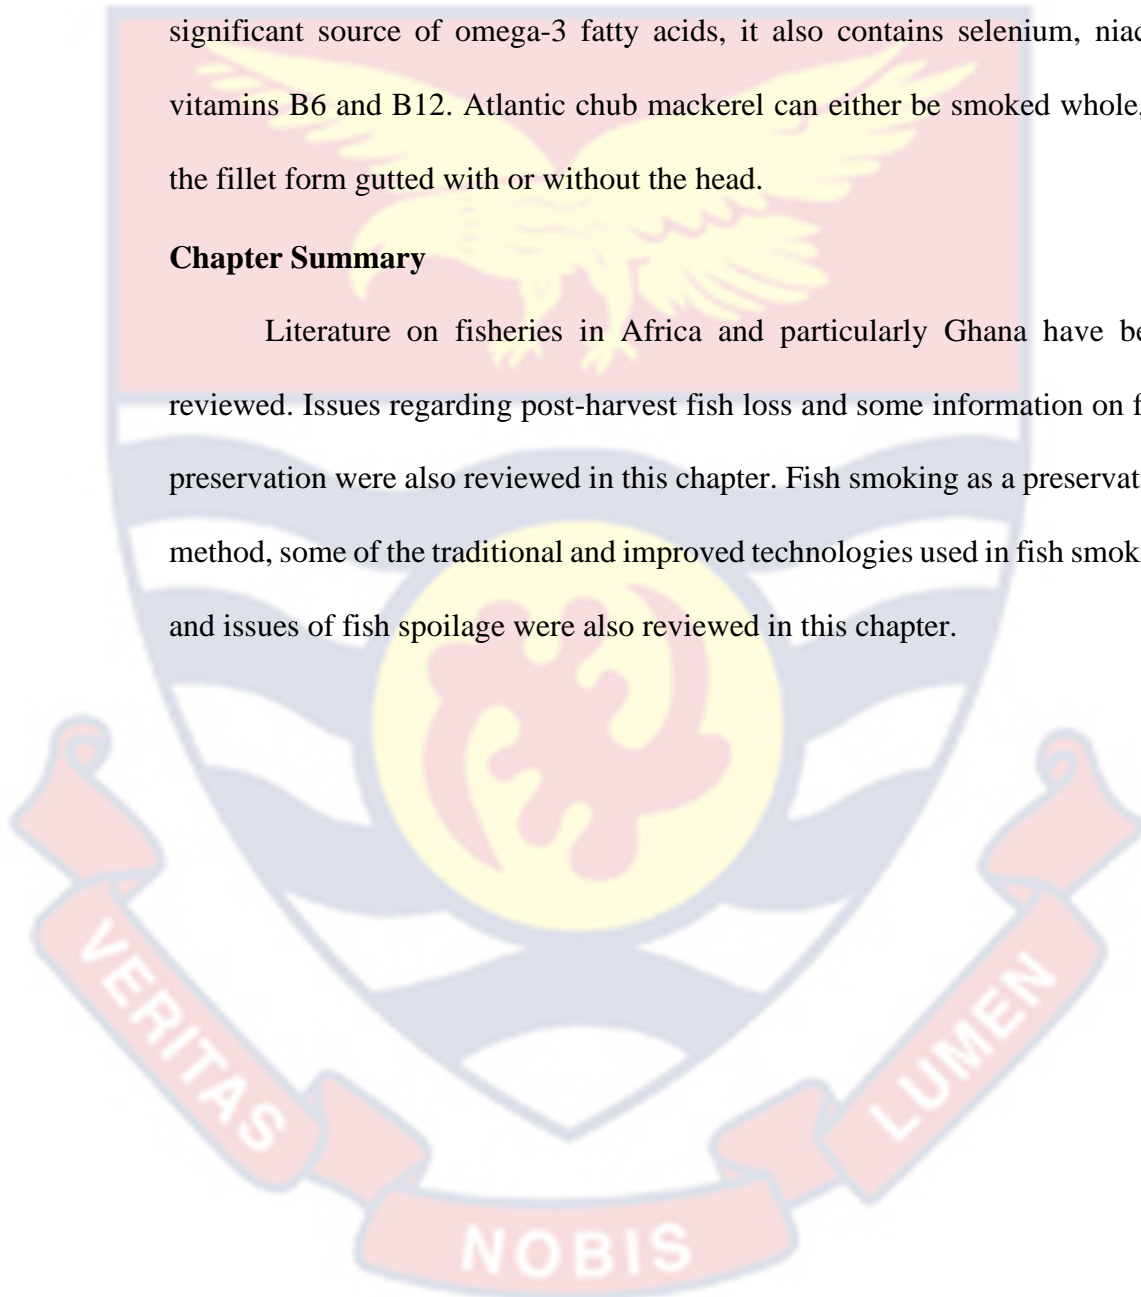 significant source of omega-3 fatty acids, it also contains selenium, niac
vitamins B6 and B12. Atlantic chub mackerel can either be smoked whole,
the fillet form gutted with or without the head.
Chapter Summary
Literature on fisheries in Africa and particularly Ghana have be
reviewed. Issues regarding post-harvest fish loss and some information on f
preservation were also reviewed in this chapter. Fish smoking as a preservati
method, some of the traditional and improved technologies used in fish smoki
and issues of fish spoilage were also reviewed in this chapter.
VERITAS
NOBIS
LUMEN